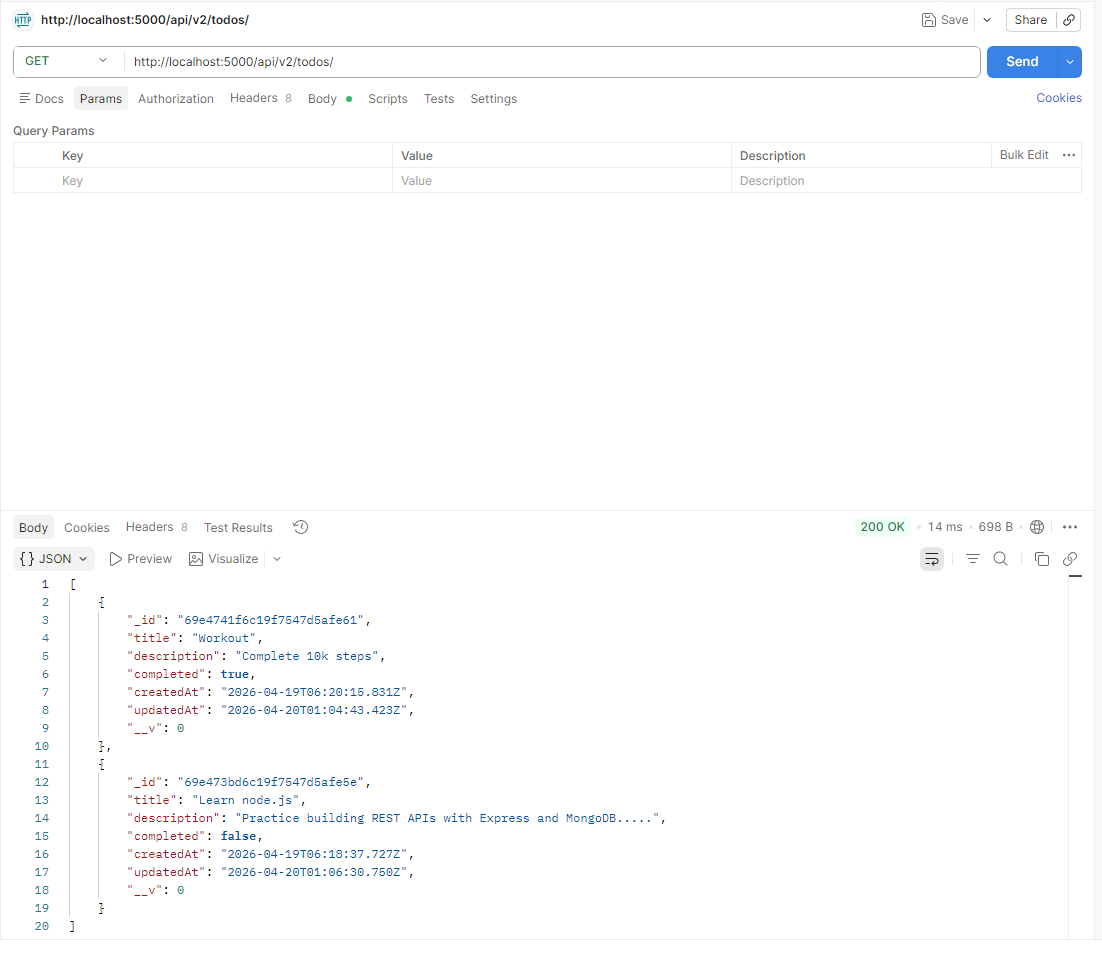 HTTP http://localhost:5000/api/v2/todos/ Save Share
GET http://localhost:5000/api/v2/todos/ Send
Docs Params Authorization Headers 8 Body Scripts Tests Settings Cookies
Query Params
Key Value Description Bulk Edit
Key Value Description
Body Cookies Headers 8 Test Results 200 OK 14 ms 698 B
{} JSON Preview Visualize
1 [
2 {
3 "_id": "69e4741f6c19f7547d5afe61",
4 "title": "Workout",
5 "description": "Complete 10k steps",
6 "completed": true,
7 "createdAt": "2026-04-19T06:20:15.831Z",
8 "updatedAt": "2026-04-20T01:04:43.423Z",
9 "__v": 0
10 },
11 {
12 "_id": "69e473bd6c19f7547d5afe5e",
13 "title": "Learn node.js",
14 "description": "Practice building REST APIs with Express and MongoDB.....",
15 "completed": false,
16 "createdAt": "2026-04-19T06:18:37.727Z",
17 "updatedAt": "2026-04-20T01:06:30.750Z",
18 "__v": 0
19 }
20 ]